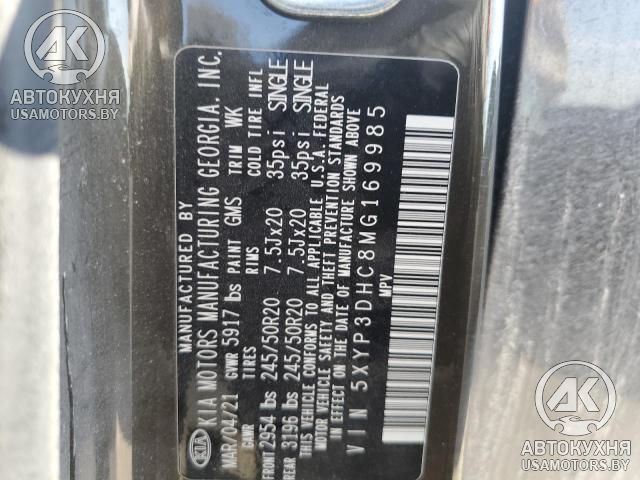 MANUFACTURED BY
KIA KIA MOTORS MANUFACTURING GEORGIA, INC.
MAR/04/21 GVWR 5917 lbs PAINT GMS TRIM WK
GAWR TIRES RIMS COLD TIRE INFL
FRONT 2954 lbs 245/50R20 7.5Jx20 35psi SINGLE
REAR 3196 lbs 245/50R20 7.5Jx20 35psi SINGLE
THIS VEHICLE CONFORMS TO ALL APPLICABLE U.S.A. FEDERAL
MOTOR VEHICLE SAFETY AND THEFT PREVENTION STANDARDS
IN EFFECT ON THE DATE OF MANUFACTURE SHOWN ABOVE
VIN 5XYP3DHC8MG169985
MPV
АК
АВТОКУХНЯ
USAMOTORS.BY
АК
АВТОКУХНЯ
USAMOTORS.BY